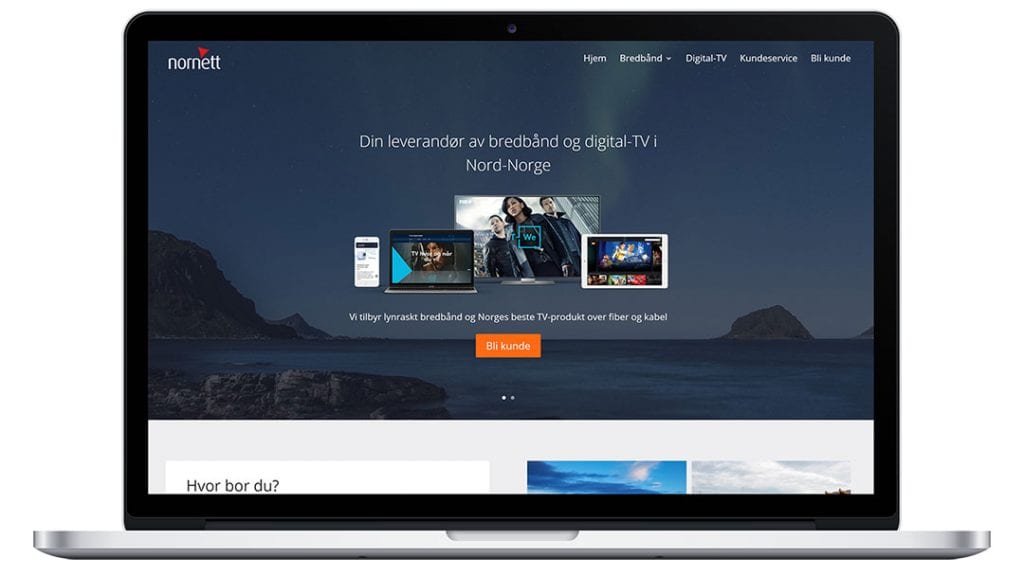 nornett
Hjem Bredbånd Digital-TV Kundeservice Bli kunde
Din leverandør av bredbånd og digital-TV i
Nord-Norge
T We
TV hvor og når
Vi tilbyr lynraskt bredbånd og Norges beste TV-produkt over fiber og kabel
Bli kunde
Hvor bor du?